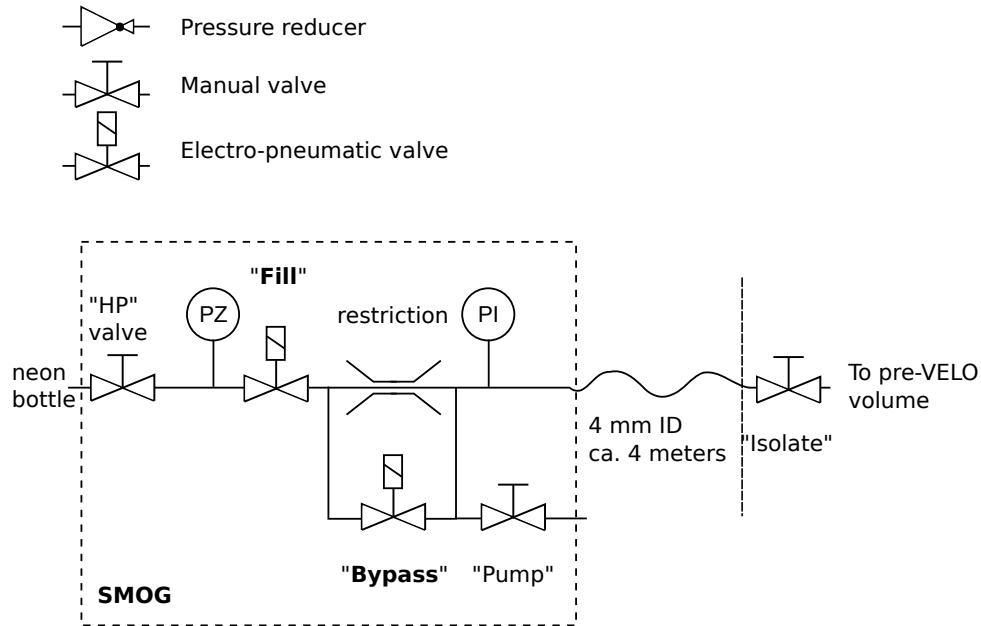 Pressure reducer
Manual valve
Electro-pneumatic valve
"Fill"
"HP"
valve
PZ
restriction
PI
neon
bottle
To pre-VELO
volume
4 mm ID
ca. 4 meters
"Isolate"
"Bypass"
"Pump"
SMOG